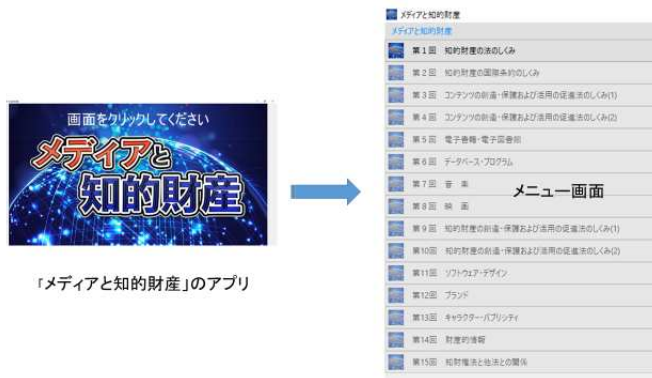 画面をクリックしてください
メディアと
知的財産
「メディアと知的財産」のアプリ
メディアと知的財産
メディアと知的財産
第1回 知的財産の法のしくみ
第2回 知的財産の国際条約のしくみ
第3回 コンテンツの創造・保護および活用の促進法のしくみ(1)
第4回 コンテンツの創造・保護および活用の促進法のしくみ(2)
第5回 電子書籍・電子図書館
第6回 データベース・プログラム
第7回 音 楽
メニュー画面
第8回 映 画
第9回 知的財産の創造・保護および活用の促進法のしくみ(1)
第10回 知的財産の創造・保護および活用の促進法のしくみ(2)
第11回 ソフトウェア・デザイン
第12回 ブランド
第13回 キャラクター・パブリシティ
第14回 財産的情報
第15回 知財権法と他法との関係